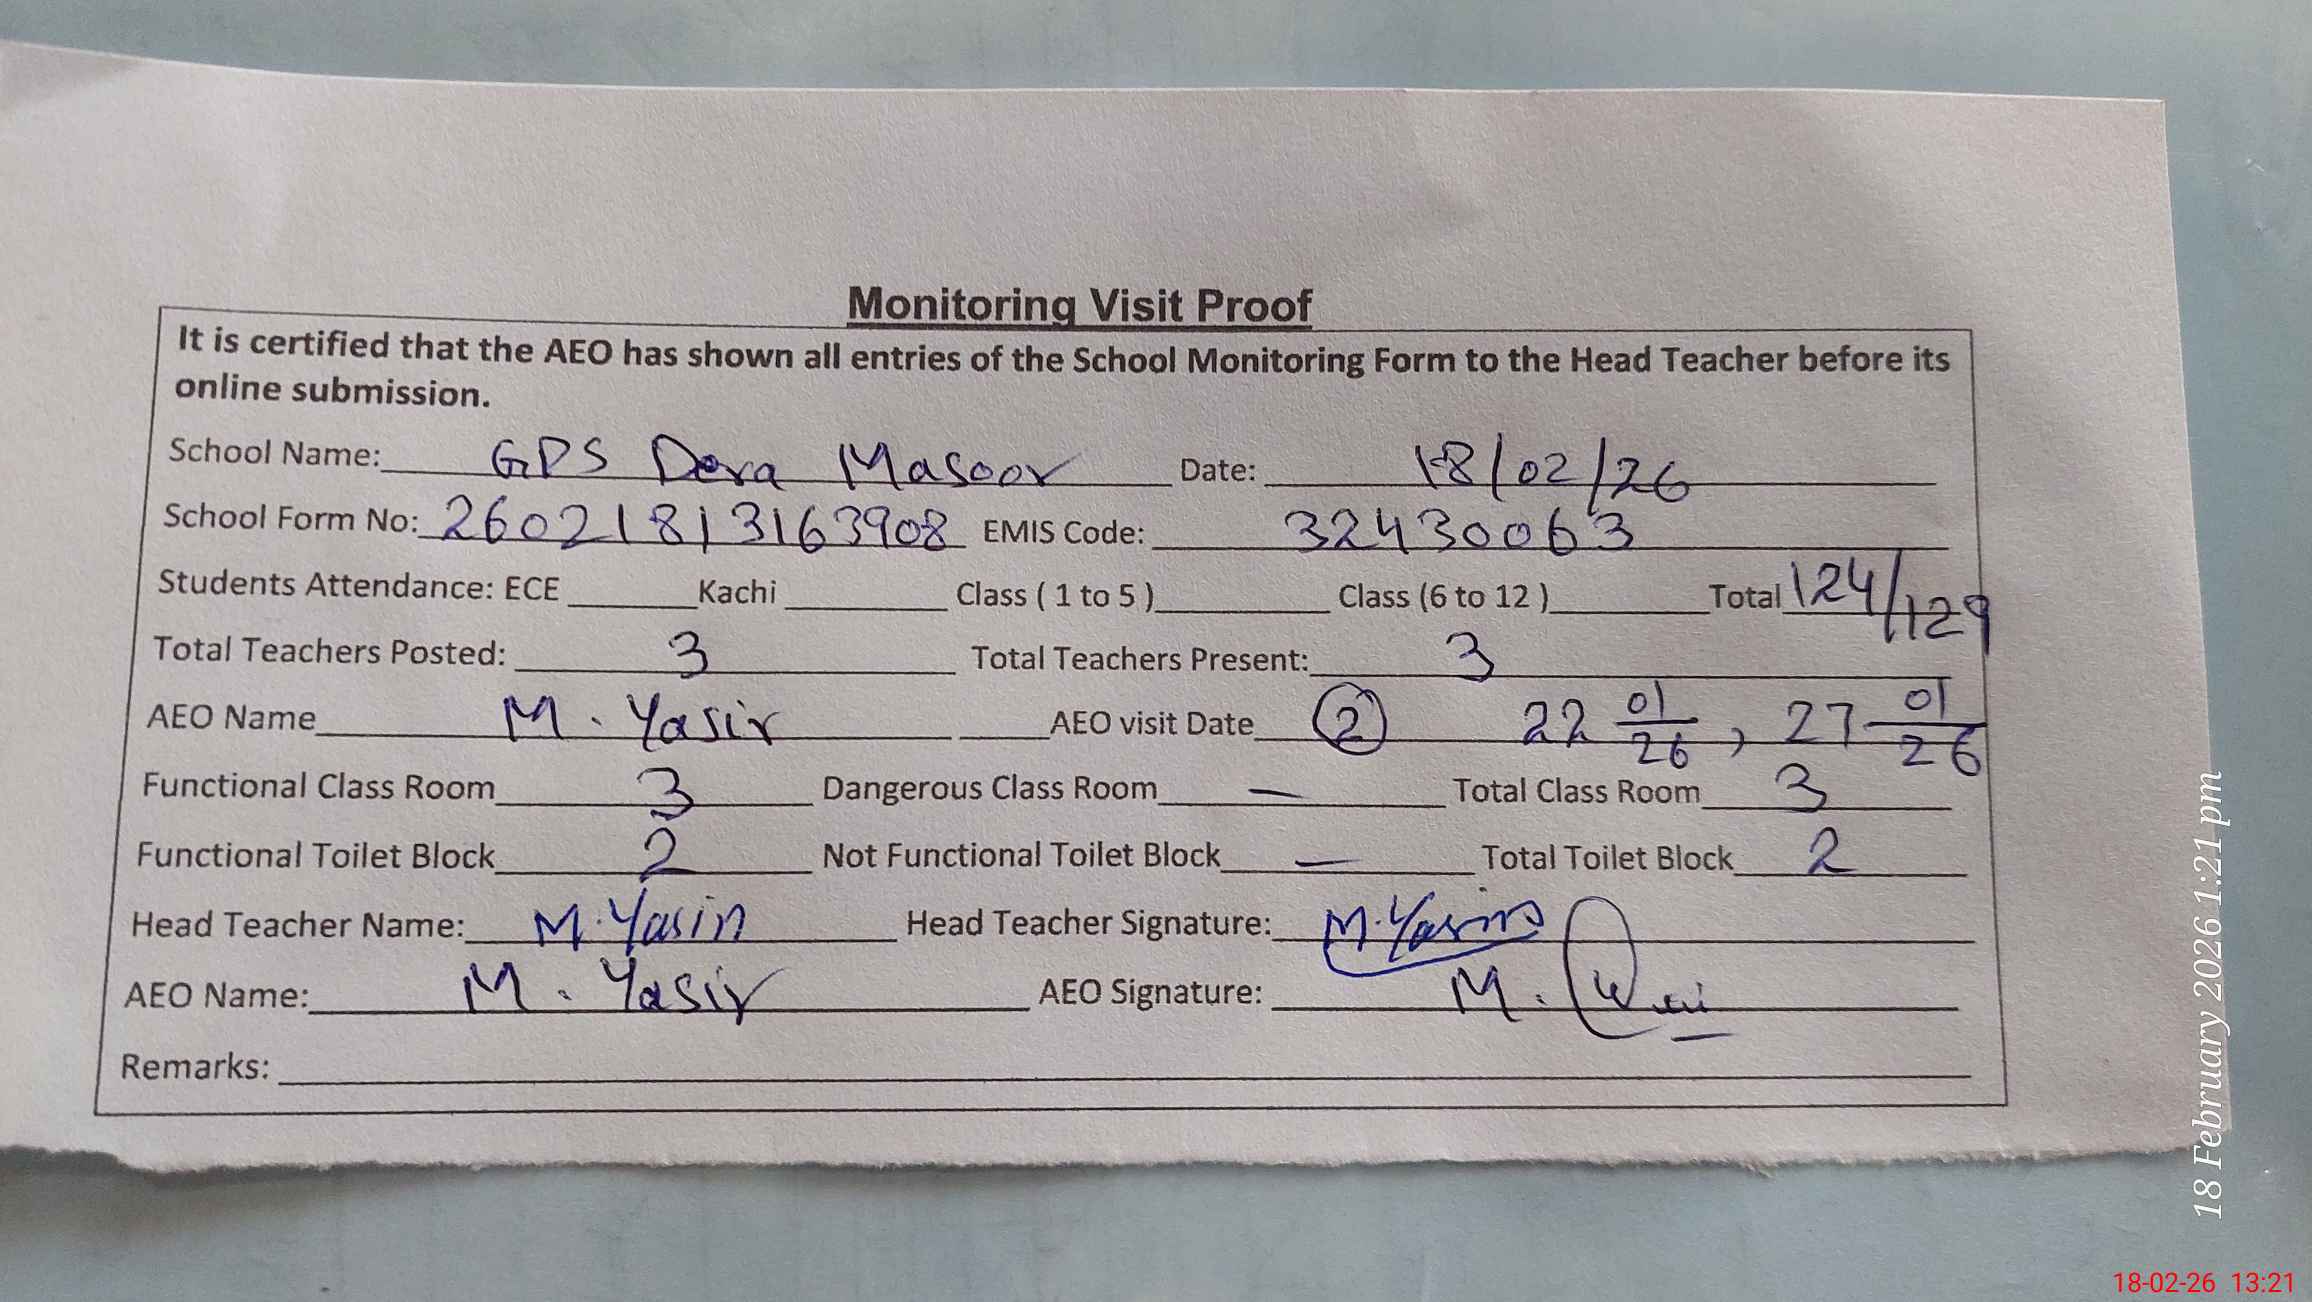 Monitoring Visit Proof
It is certified that the AEO has shown all entries of the School Monitoring Form to the Head Teacher before its
online submission.
School Name: GPS Dera Masoor Date: 18/02/26
School Form No: 26021813163908 EMIS Code: 32430063
Students Attendance: ECE ______ Kachi ______ Class ( 1 to 5 ) ______ Class (6 to 12 ) ______ Total 124/129
Total Teachers Posted: 3 Total Teachers Present: 3
AEO Name M. Yasir AEO visit Date 2 22 01/26, 27 01/26
Functional Class Room 3 Dangerous Class Room — Total Class Room 3
Functional Toilet Block 2 Not Functional Toilet Block — Total Toilet Block 2
Head Teacher Name: M. Yasin Head Teacher Signature: M. Yasin
AEO Name: M. Yasir AEO Signature: M.
Remarks:
18 February 2026 1:21 pm
18-02-26 13:21